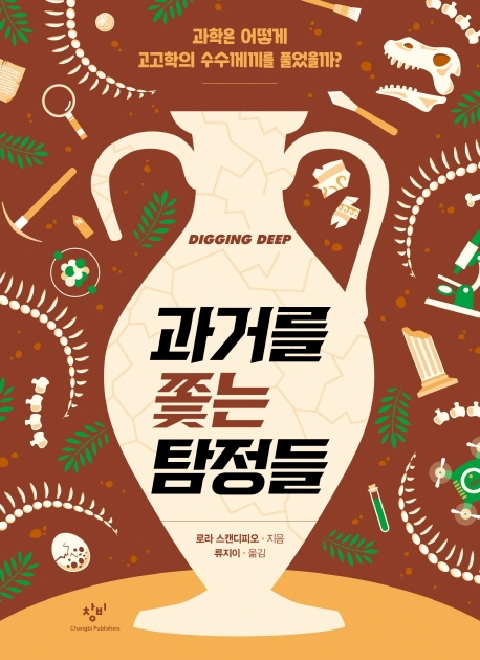 과학은 어떻게
고고학의 수수께끼를 풀었을까?
DIGGING DEEP
과거를
쫓는
탐정들
로라 스캔디피오 · 지음
류지이 · 옮김
창비
Changbi Publishers